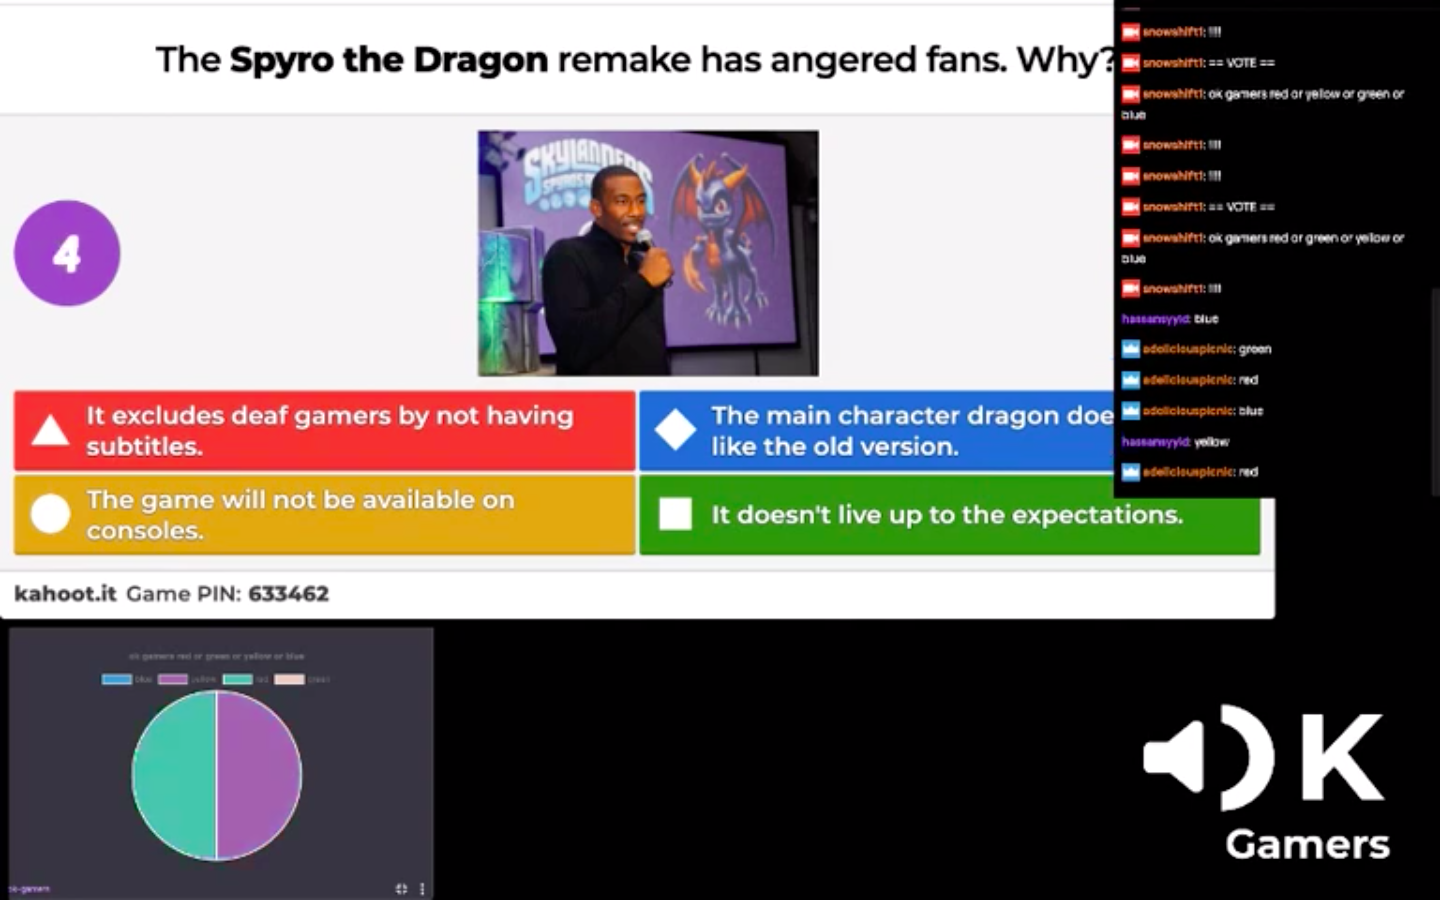 The Spyro the Dragon remake has angered fans. Why?
SKYLANDERS
4
It excludes deaf gamers by not having
subtitles.
The main character dragon doe
like the old version.
The game will not be available on
consoles.
It doesn't live up to the expectations.
kahoot.it Game PIN: 633462
snowshift1: !!!!
snowshift1: == VOTE ==
snowshift1: ok gamers red or yellow or green or
blue
snowshift1: !!!!
snowshift1: !!!!
snowshift1: == VOTE ==
snowshift1: ok gamers red or green or yellow or
blue
snowshift1: !!!!
hassansyyid: blue
adeliciouspicnic: green
adeliciouspicnic: red
adeliciouspicnic: blue
hassansyyid: yellow
adeliciouspicnic: red
ok gamers red or green or yellow or blue
blue yellow red green
ok-gamers
K
Gamers